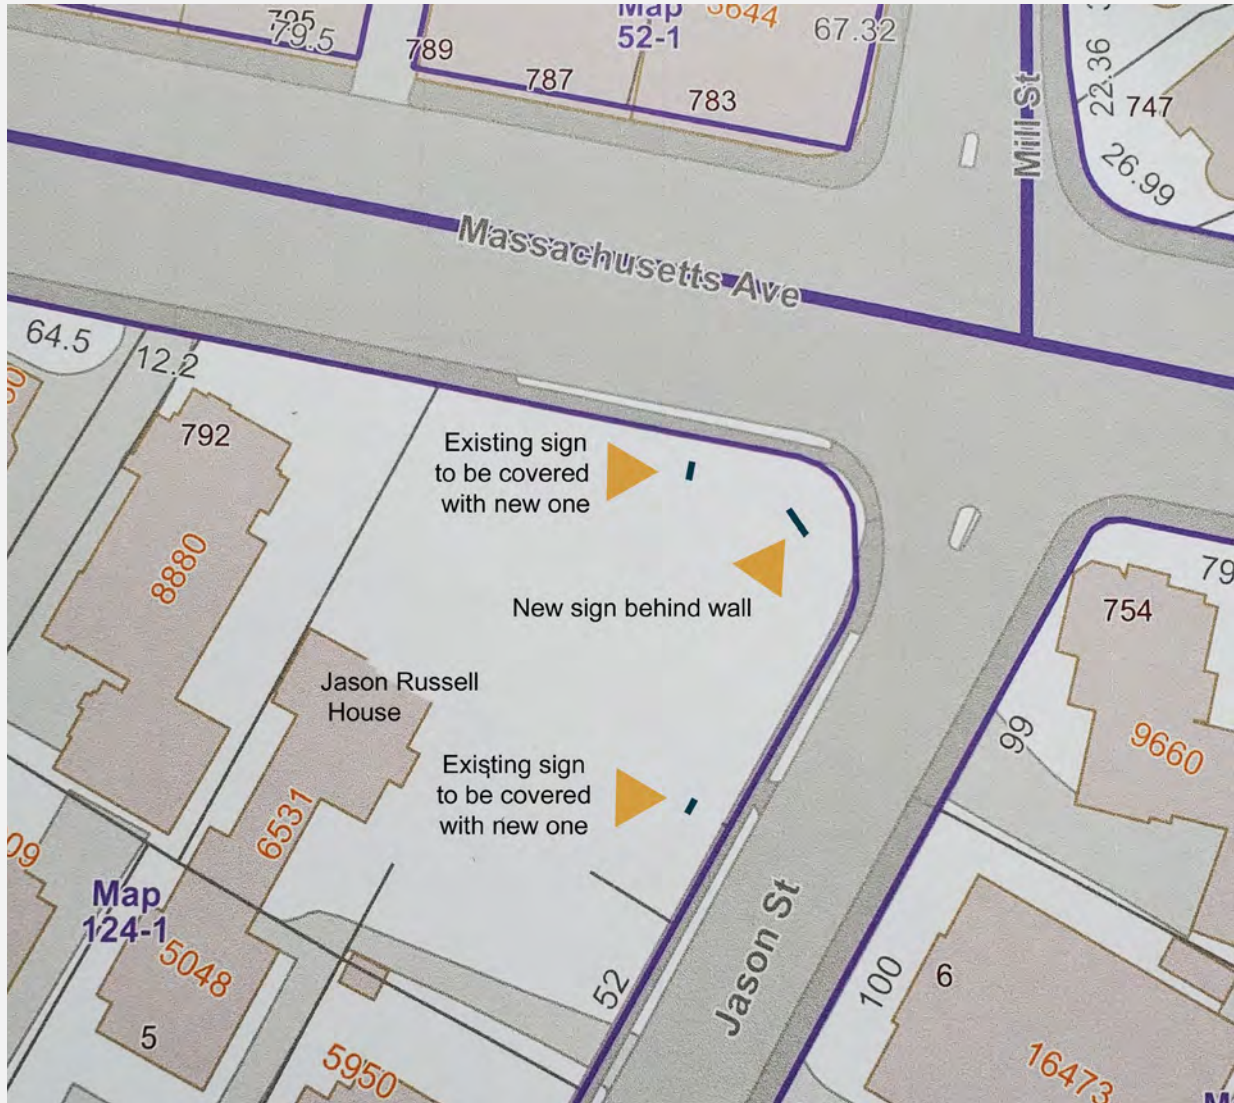 Map
52-1
3644
67.32
795
79.5
789
787
783
22.36
747
26.99
Mill St
Massachusetts Ave
64.5
12.2
792
8880
Existing sign
to be covered
with new one
New sign behind wall
Jason Russell
House
Existing sign
to be covered
with new one
6531
Map
124-1
5048
5
5950
52
Jason St
754
79
9660
99
100
6
16473
09